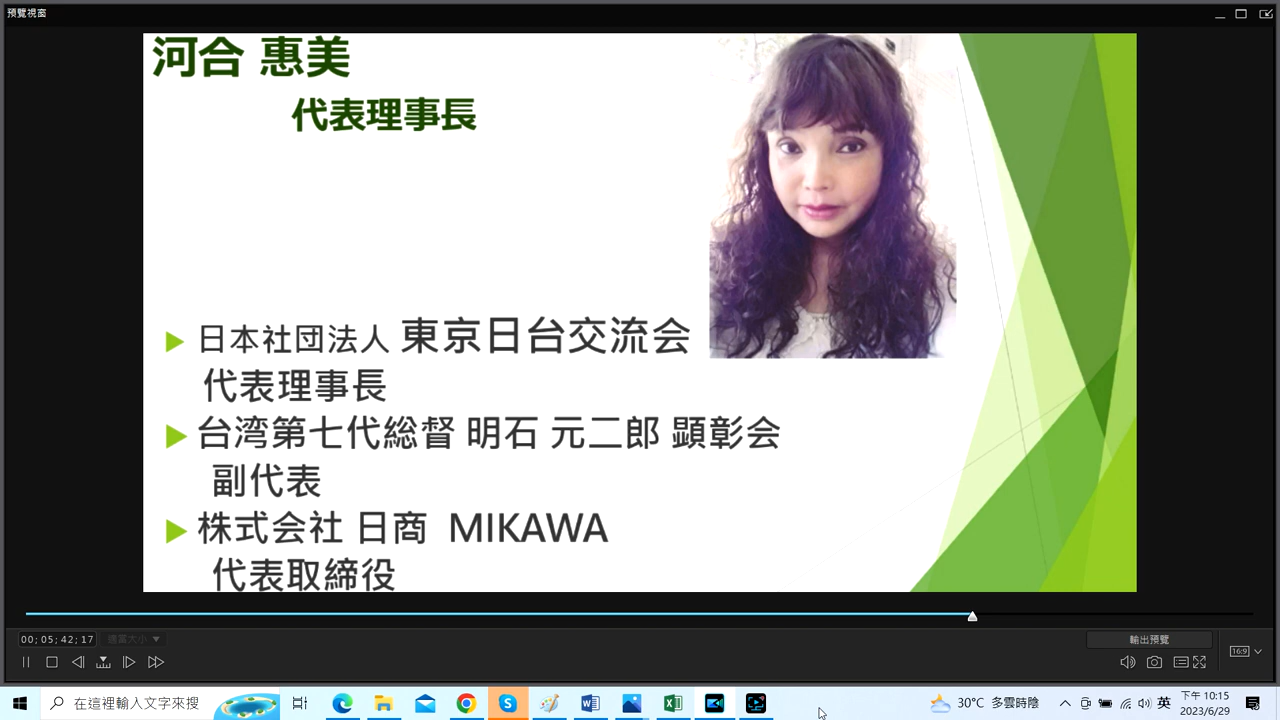 預覽視窗
河合 惠美
代表理事長
日本社団法人 東京日台交流会
代表理事長
台湾第七代総督 明石 元二郎 顕彰会
副代表
株式会社 日商 MIKAWA
代表取締役
00;05;42;17
適當大小
輸出預覽
16:9
在這裡輸入文字來搜
30°C 多雲時陰
英
下午 10:15
2023/6/29